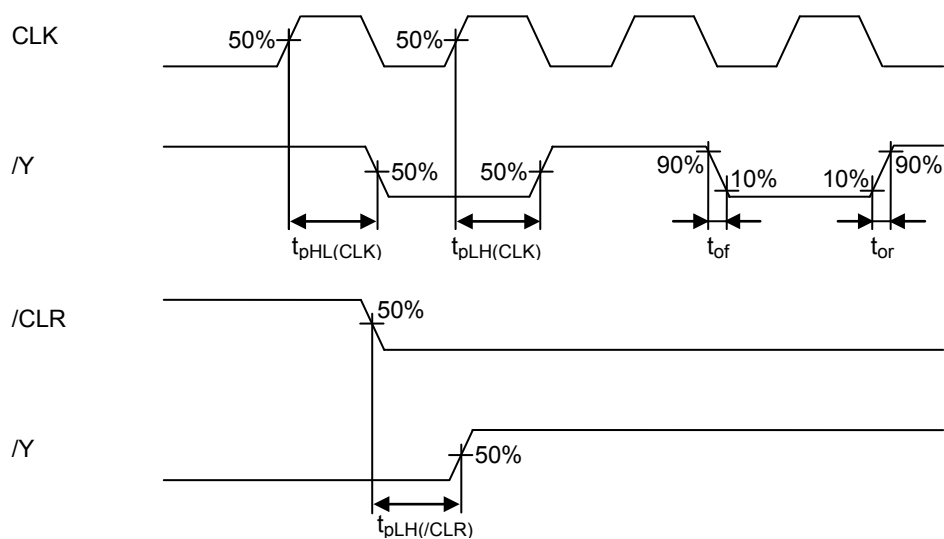 CLK
50%
50%
/Y
50%
50%
90%
10%
10%
90%
tpHL(CLK)
tpLH(CLK)
tof
tor
/CLR
50%
/Y
50%
tpLH(/CLR)